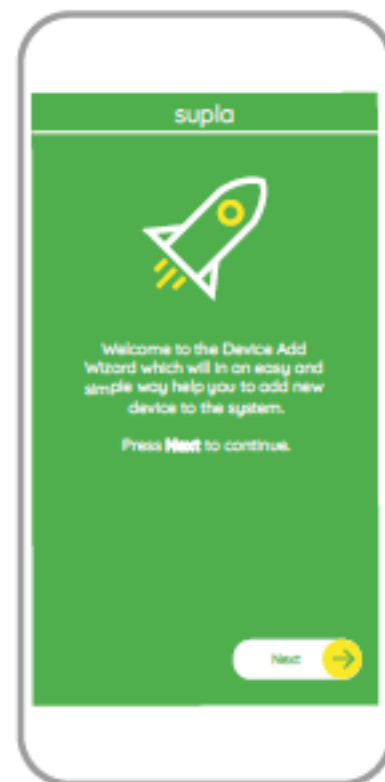 supla
Welcome to the Device Add
Wizard which will in an easy and
simple way help you to add new
device to the system.
Press Next to continue.
Next